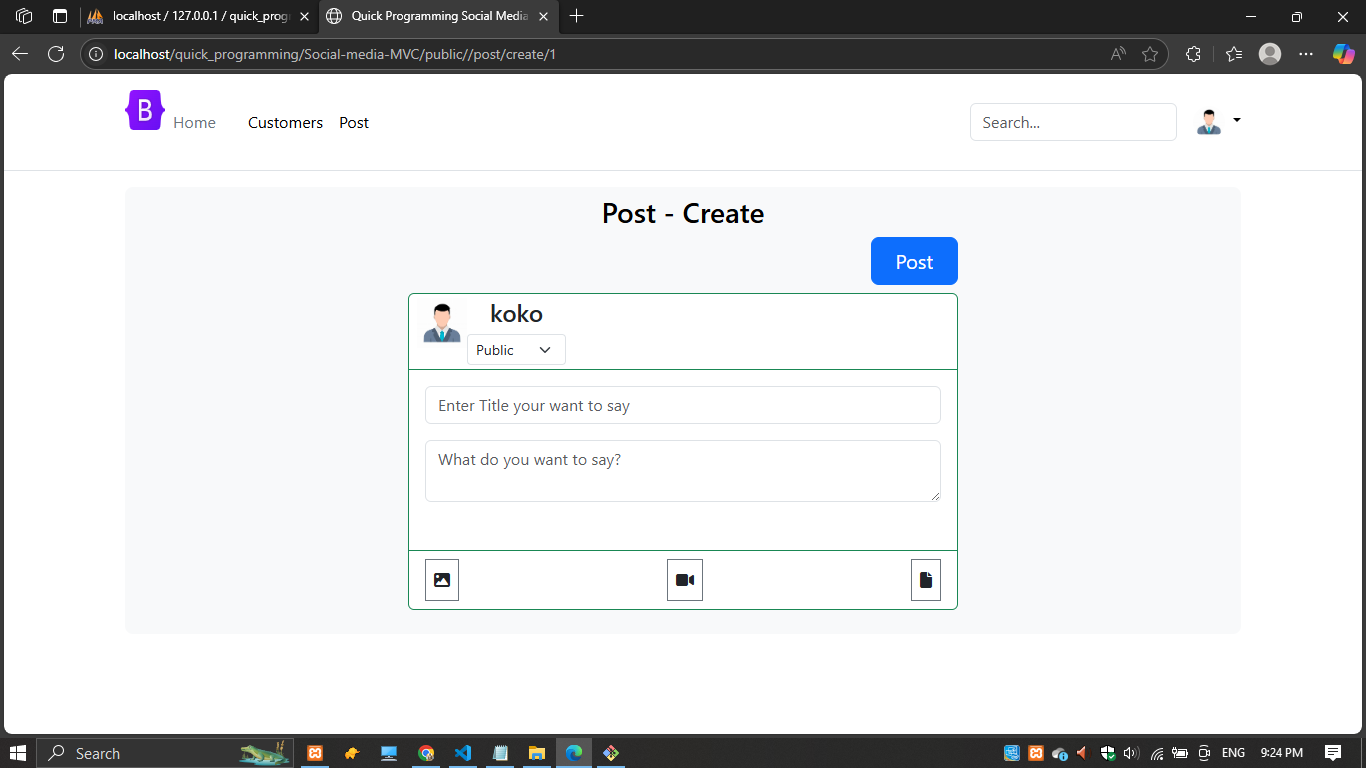 localhost / 127.0.0.1 / quick_prog
Quick Programming Social Media
localhost/quick_programming/Social-media-MVC/public//post/create/1
B
Home
Customers
Post
Search...
Post - Create
Post
koko
Public
Enter Title your want to say
What do you want to say?
Search
ENG
9:24 PM